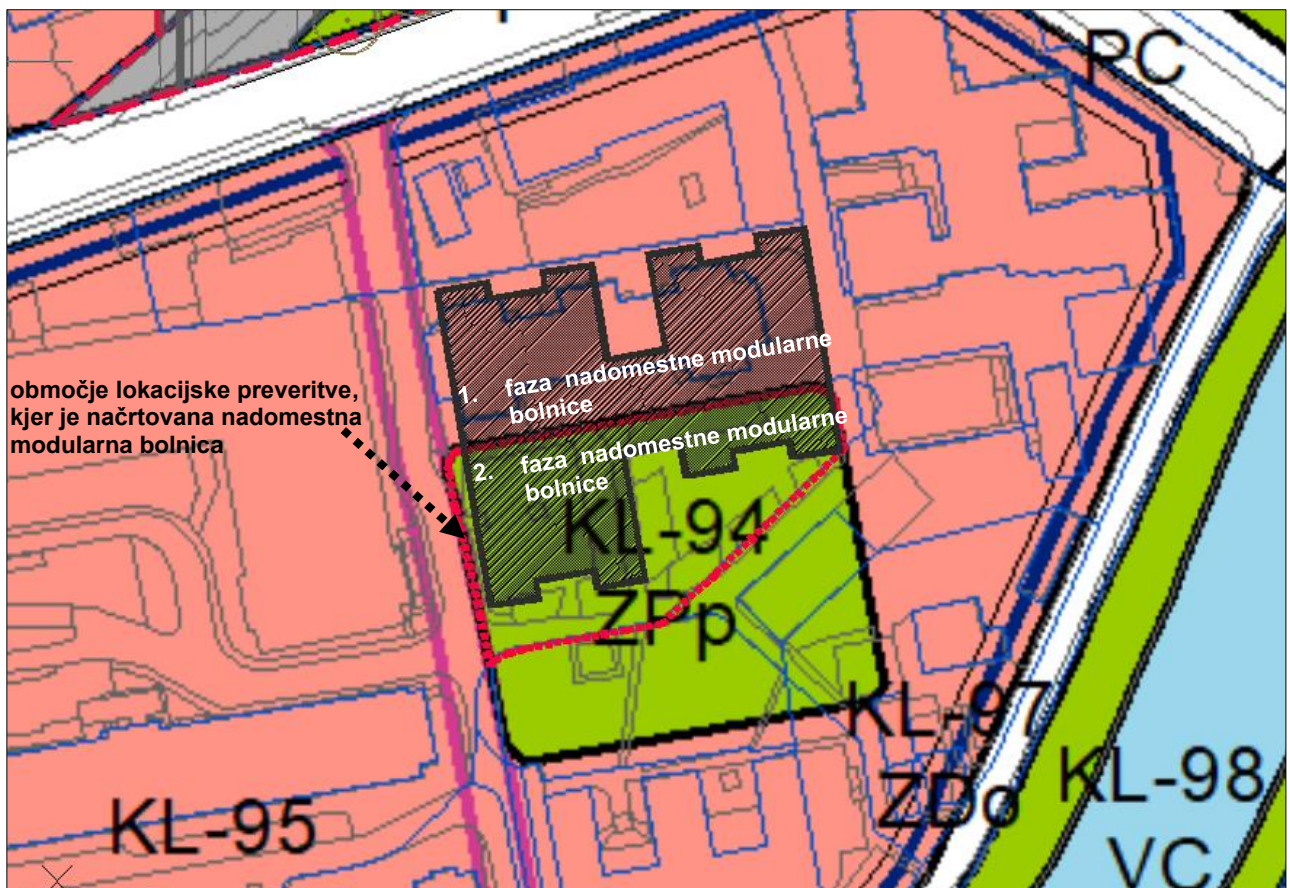 PC
1. faza nadomestne modularne
bolnice
območje lokacijske preveritve,
kjer je načrtovana nadomestna
modularna bolnica
2. faza nadomestne modularne
bolnice
KL-94
ZPp
KL-97
ZDo
KL-98
VC
KL-95